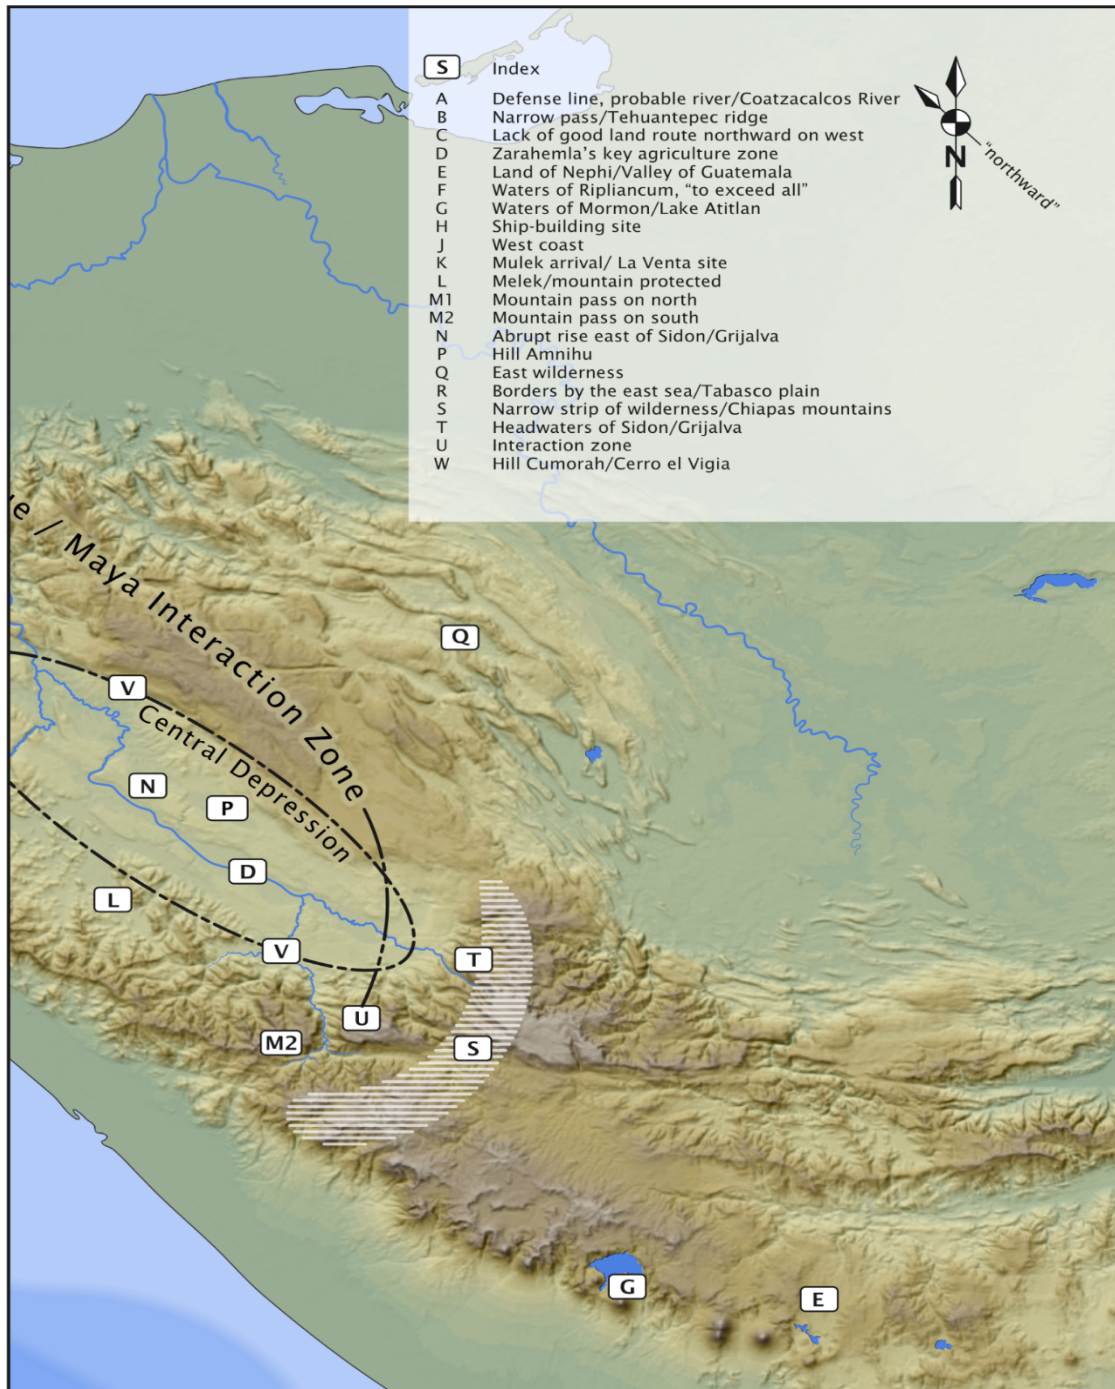 S Index
A Defense line, probable river/Coatzacalcos River
B Narrow pass/Tehuantepec ridge
C Lack of good land route northward on west
D Zarahemla's key agriculture zone
E Land of Nephi/Valley of Guatemala
F Waters of Ripliancum, "to exceed all"
G Waters of Mormon/Lake Atitlan
H Ship-building site
J West coast
K Mulek arrival/ La Venta site
L Melek/mountain protected
M1 Mountain pass on north
M2 Mountain pass on south
N Abrupt rise east of Sidon/Grijalva
P Hill Amnihu
Q East wilderness
R Borders by the east sea/Tabasco plain
S Narrow strip of wilderness/Chiapas mountains
T Headwaters of Sidon/Grijalva
U Interaction zone
W Hill Cumorah/Cerro el Vigia
N
"northward"
/ Maya Interaction Zone
Q
V
Central Depression
N
P
D
L
V
T
U
M2
S
G
E